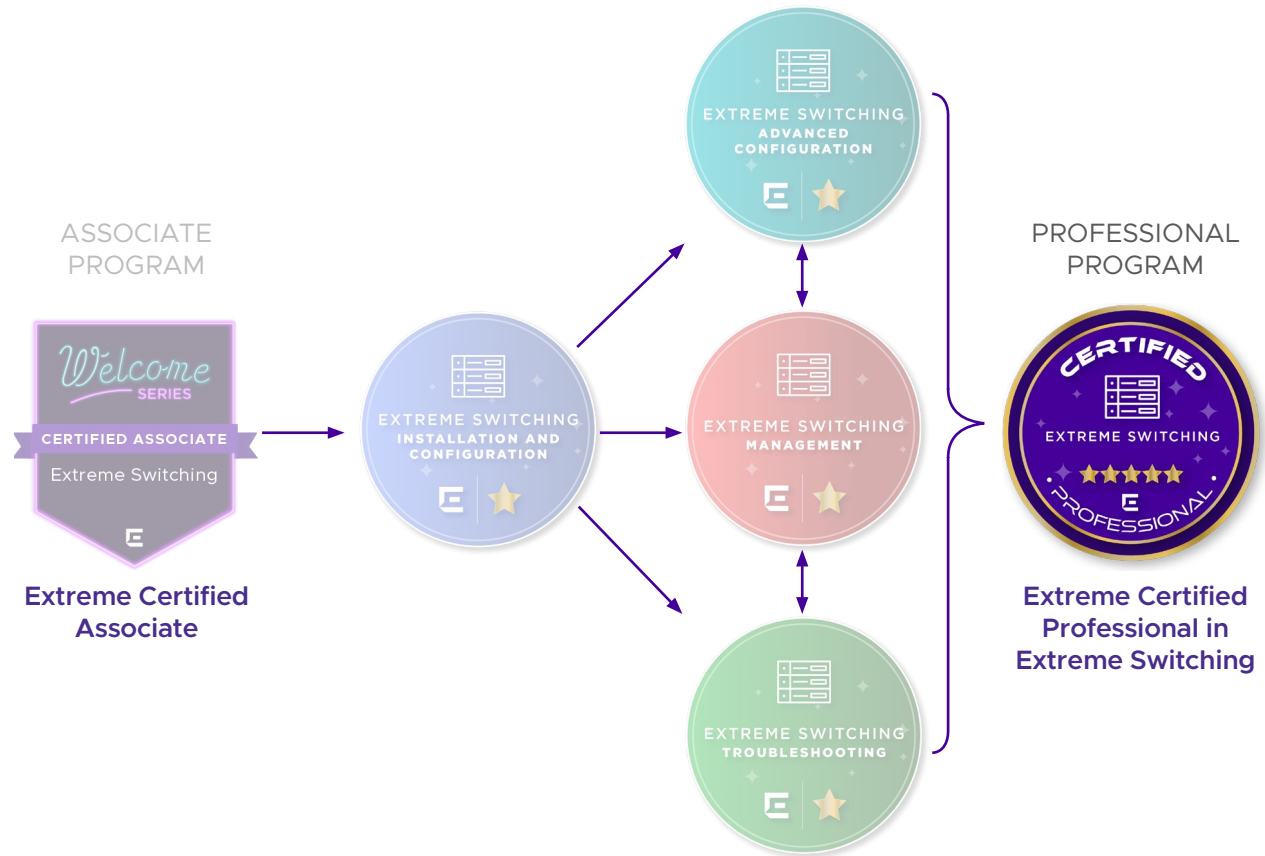 ASSOCIATE
PROGRAM
Welcome
SERIES
CERTIFIED ASSOCIATE
Extreme Switching
Extreme Certified
Associate
EXTREME SWITCHING
INSTALLATION AND
CONFIGURATION
EXTREME SWITCHING
ADVANCED
CONFIGURATION
EXTREME SWITCHING
MANAGEMENT
EXTREME SWITCHING
TROUBLESHOOTING
PROFESSIONAL
PROGRAM
CERTIFIED
EXTREME SWITCHING
PROFESSIONAL
Extreme Certified
Professional in
Extreme Switching